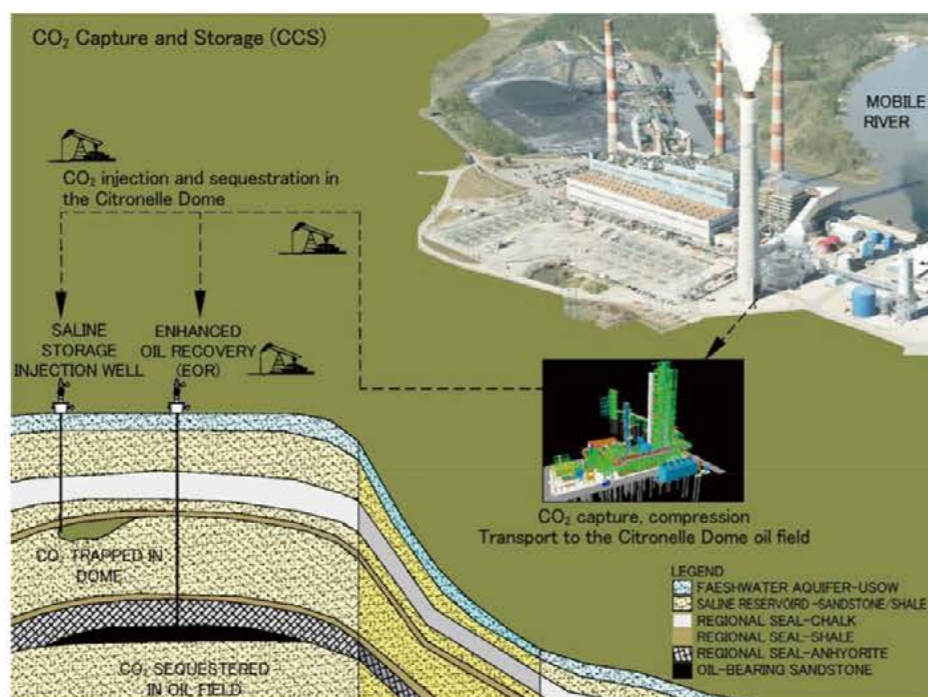 CO₂ Capture and Storage (CCS)
MOBILE
RIVER
CO₂ injection and sequestration in
the Citronelle Dome
SALINE
STORAGE
INJECTION WELL
ENHANCED
OIL RECOVERY
(EOR)
CO₂ capture, compression
Transport to the Citronelle Dome oil field
CO₂ TRAPPED IN
DOME
CO₂ SEQUESTERED
IN OIL FIELD
LEGEND
FAESHWATER AQUIFER-USOW
SALINE RESERVOIRD -SANDSTONE/SHALE
REGIONAL SEAL-CHALK
REGIONAL SEAL-SHALE
REGIONAL SEAL-ANHYORITE
OIL-BEARING SANDSTONE